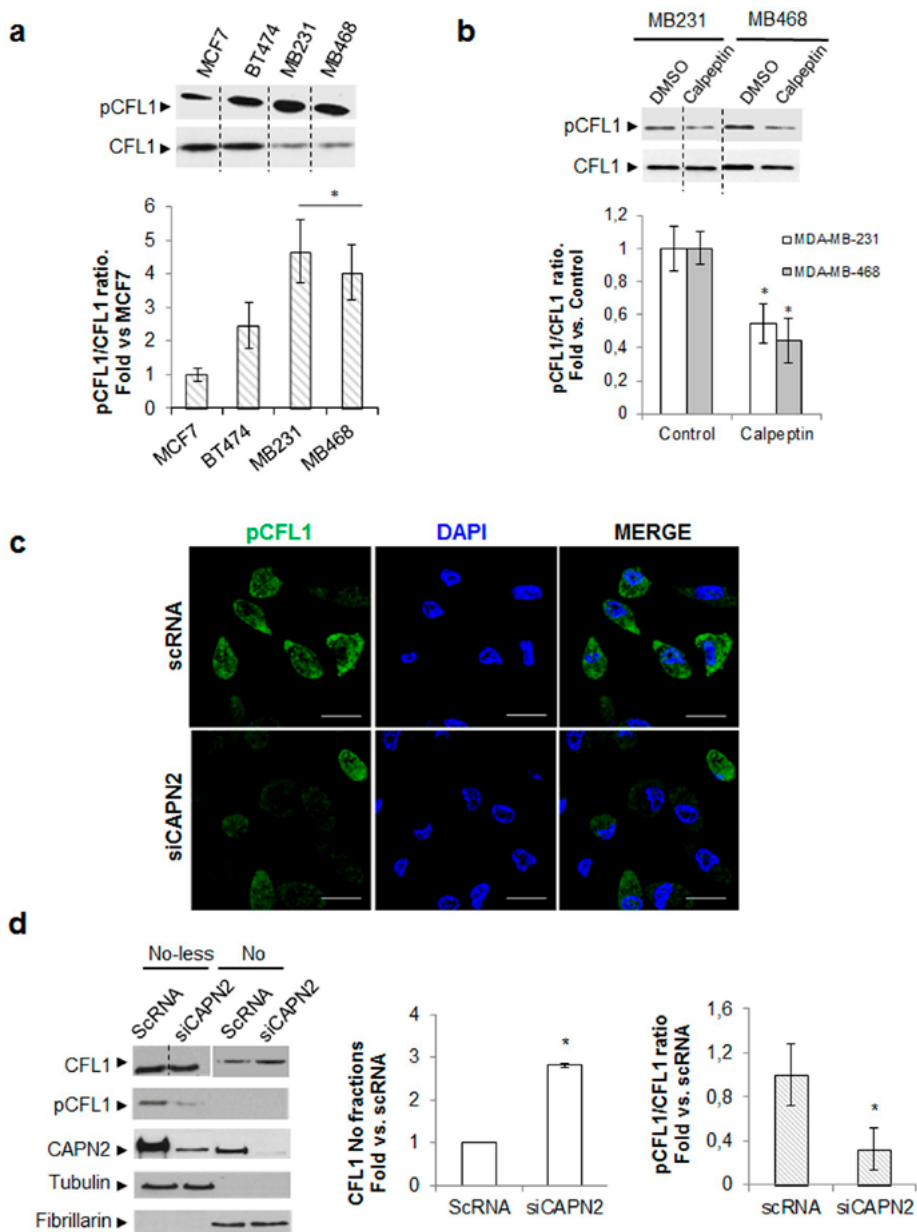 a
MCF7 BT474 MB231 MB468
pCFL1
CFL1
pCFL1/CFL1 ratio.
Fold vs MCF7
6
5
4
3
2
1
0
*
MCF7 BT474 MB231 MB468
b
MB231 MB468
DMSO Calpeptin DMSO Calpeptin
pCFL1
CFL1
pCFL1/CFL1 ratio.
Fold vs. Control
1,2
1
0,8
0,6
0,4
0,2
0
MDA-MB-231
MDA-MB-468
* *
Control Calpeptin
c
pCFL1 DAPI MERGE
scRNA
siCAPN2
d
No-less No
ScRNA siCAPN2 ScRNA siCAPN2
CFL1
pCFL1
CAPN2
Tubulin
Fibrillarin
CFL1 No fractions
Fold vs. scRNA
4
3
2
1
0
*
ScRNA siCAPN2
pCFL1/CFL1 ratio
Fold vs. scRNA
1,6
1,2
0,8
0,4
0
*
scRNA siCAPN2